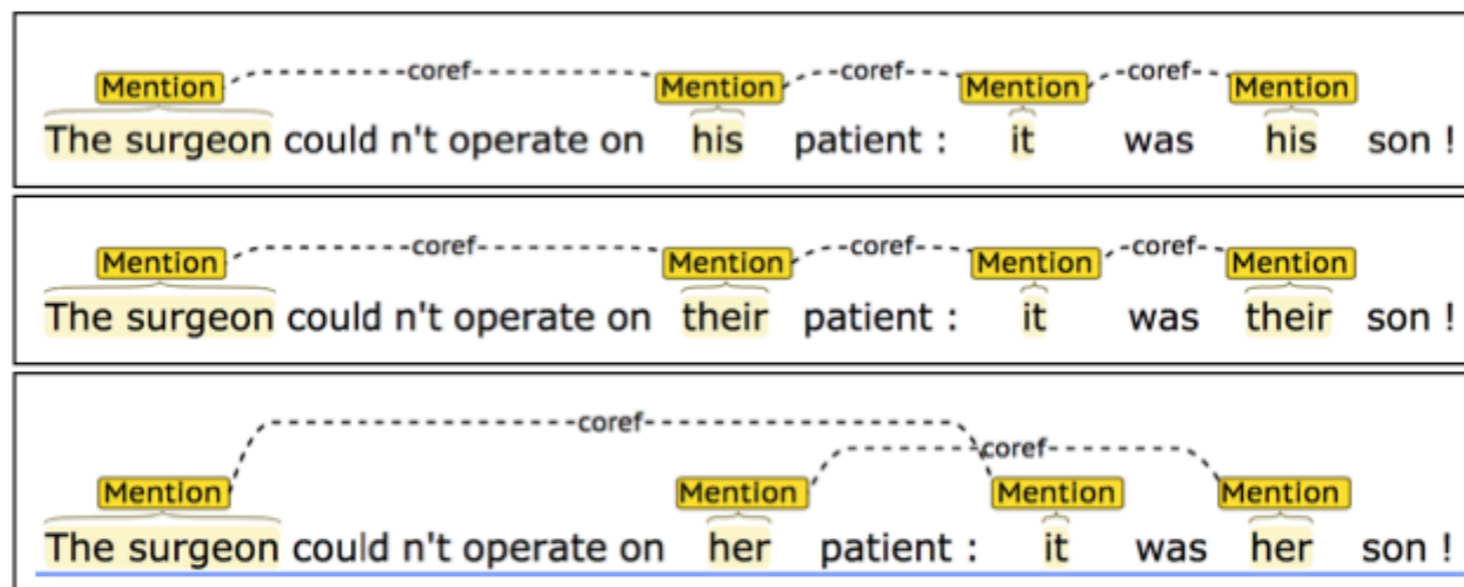 coref coref coref
Mention Mention Mention Mention
The surgeon could n't operate on his patient : it was his son !
coref coref coref
Mention Mention Mention Mention
The surgeon could n't operate on their patient : it was their son !
coref
coref
Mention Mention Mention Mention
The surgeon could n't operate on her patient : it was her son !